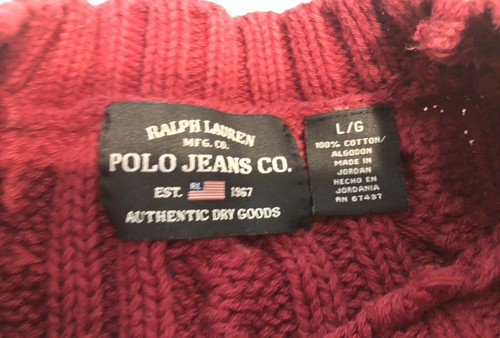 RALPH LAUREN
MFG. CO.
POLO JEANS CO.
EST. RL 1967
AUTHENTIC DRY GOODS
L/G
100% COTTON/
ALGODON
MADE IN
JORDAN
HECHO EN
JORDANIA
RN 67497